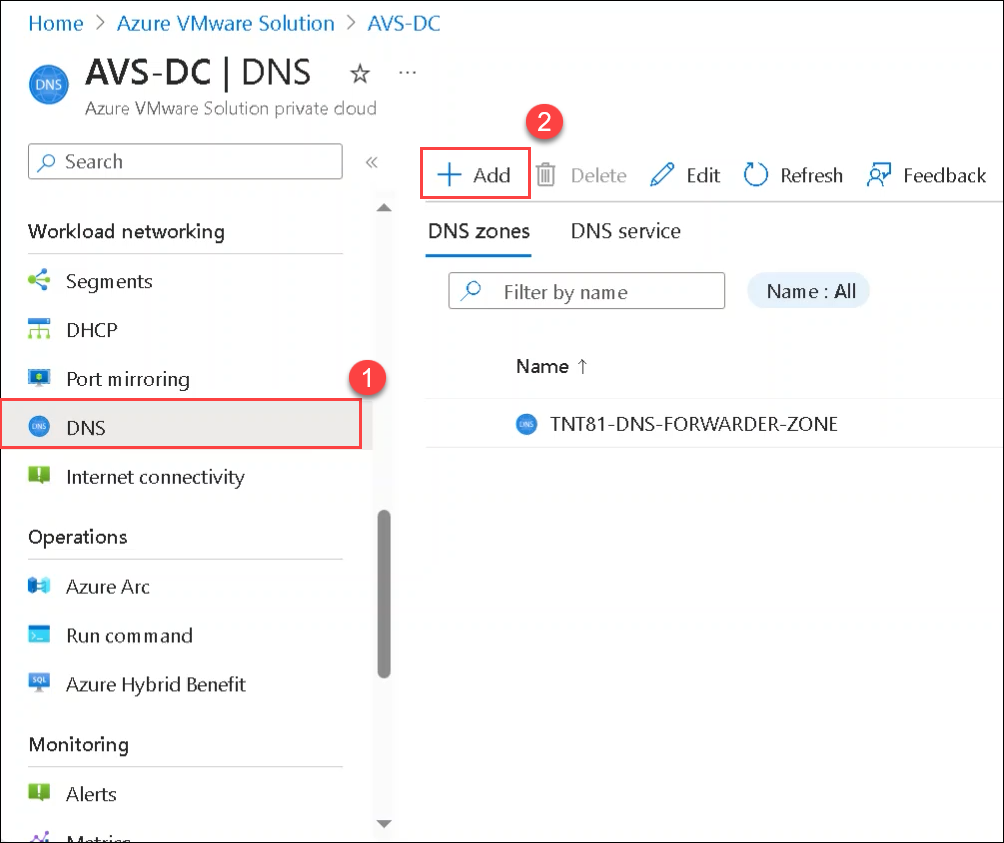 Home > Azure VMware Solution > AVS-DC
DNS
AVS-DC | DNS
Azure VMware Solution private cloud
Search
«
2
+ Add
Delete
Edit
Refresh
Feedback
Workload networking
DNS zones
DNS service
Segments
Filter by name
Name : All
DHCP
Name ↑
Port mirroring
1
DNS
DNS
DNS
TNT81-DNS-FORWARDER-ZONE
Internet connectivity
Operations
Azure Arc
Run command
SQL
Azure Hybrid Benefit
Monitoring
Alerts
Metrics